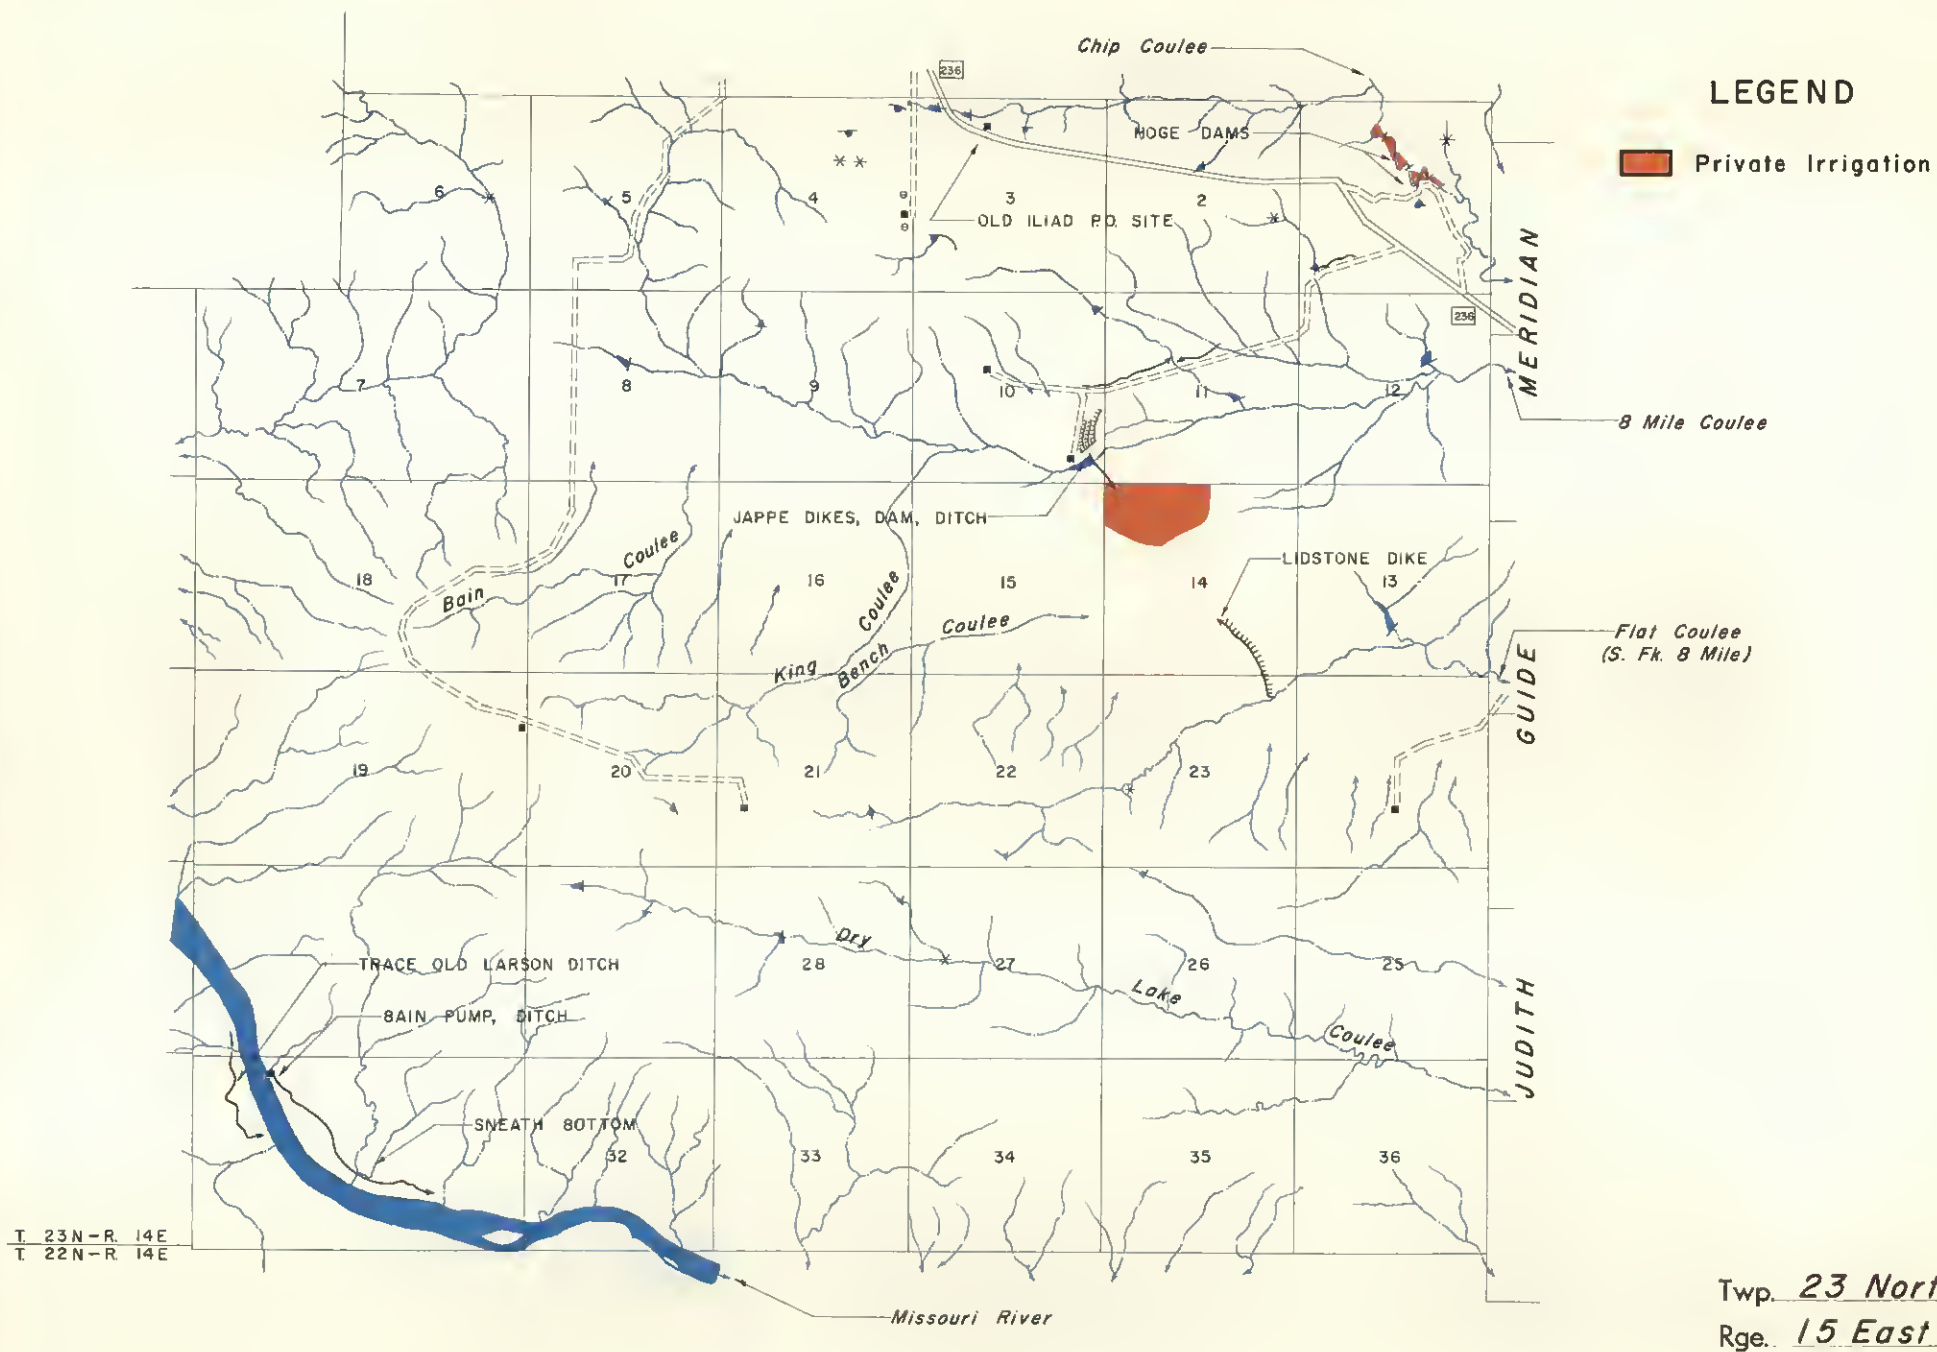 Chip Coulee
236
LEGEND
HOGE DAMS
Private Irrigation
6
5
4
3
2
OLD ILIAD P.O. SITE
236
MERIDIAN
7
8
9
10
11
12
8 Mile Coulee
JAPPE DIKES, DAM, DITCH
Coulee
LIDSTONE DIKE
18
17
16
15
14
13
Bain
Coulee
Coulee
Flat Coulee
(S. Fk. 8 Mile)
King
Bench
GUIDE
19
20
21
22
23
Dry
TRACE OLD LARSON DITCH
28
27
26
25
Lake
BAIN PUMP, DITCH
Coulee
JUDITH
SNEATH BOTTOM
32
33
34
35
36
T. 23N-R. 14E
T. 22N-R. 14E
Missouri River
Twp. 23 Nort
Rge. 15 East